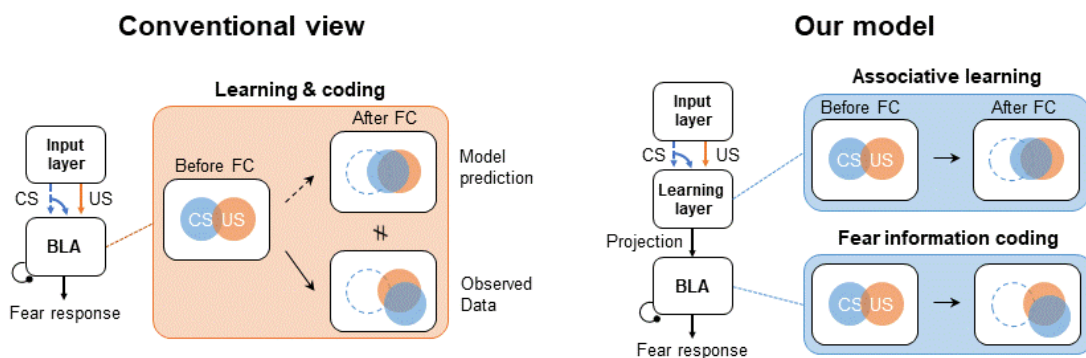 Conventional view
Learning & coding
Input
layer
CS
US
BLA
Fear response
Before FC
CS US
After FC
Model
prediction
Observed
Data
Our model
Input
layer
CS
US
Learning
layer
Projection
BLA
Fear response
Associative learning
Before FC
CS US
After FC
Fear information coding
CS US